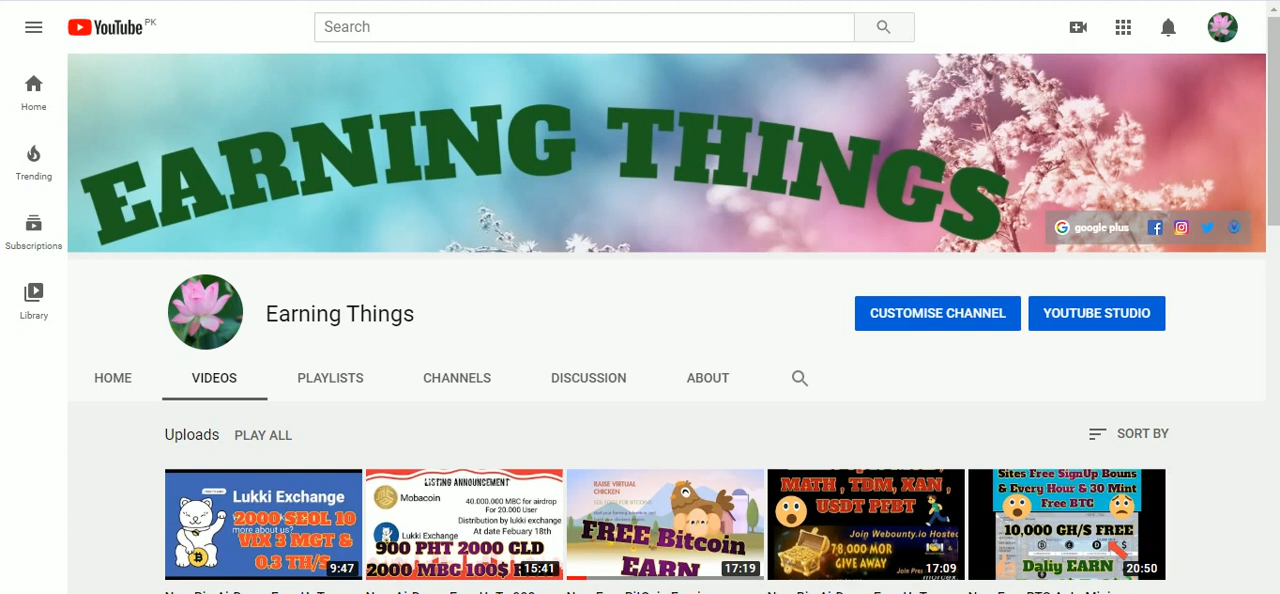 YouTube PK
Search
Home
Trending
Subscriptions
Library
EARNING THINGS
google plus
Earning Things
CUSTOMISE CHANNEL
YOUTUBE STUDIO
HOME
VIDEOS
PLAYLISTS
CHANNELS
DISCUSSION
ABOUT
Uploads
PLAY ALL
SORT BY
Lukki Exchange
more about us?
2000 SEOL 10
VIX 3 MGT &
0.3 TH/S
9:47
LISTING ANNOUNCEMENT
Mobacoin
40.000.000 MBC for airdrop
For 20.000 User
Distribution by lukki exchange
At date Febuary 18th
Lukki Exchange
900 PHT 2000 CLD
2000 MBC 100$
15:41
RAISE VIRTUAL
CHICKEN
FREE Bitcoin
EARN
17:19
MATH , TDM, XAN ,
USDT PFBT
Join Webounty.io Hosted
78,000 MOR
GIVE AWAY
17:09
Sites Free SignUp Bouns
& Every Hour & 30 Mint
Free BTC
10,000 GH/S FREE
Daliy EARN
20:50